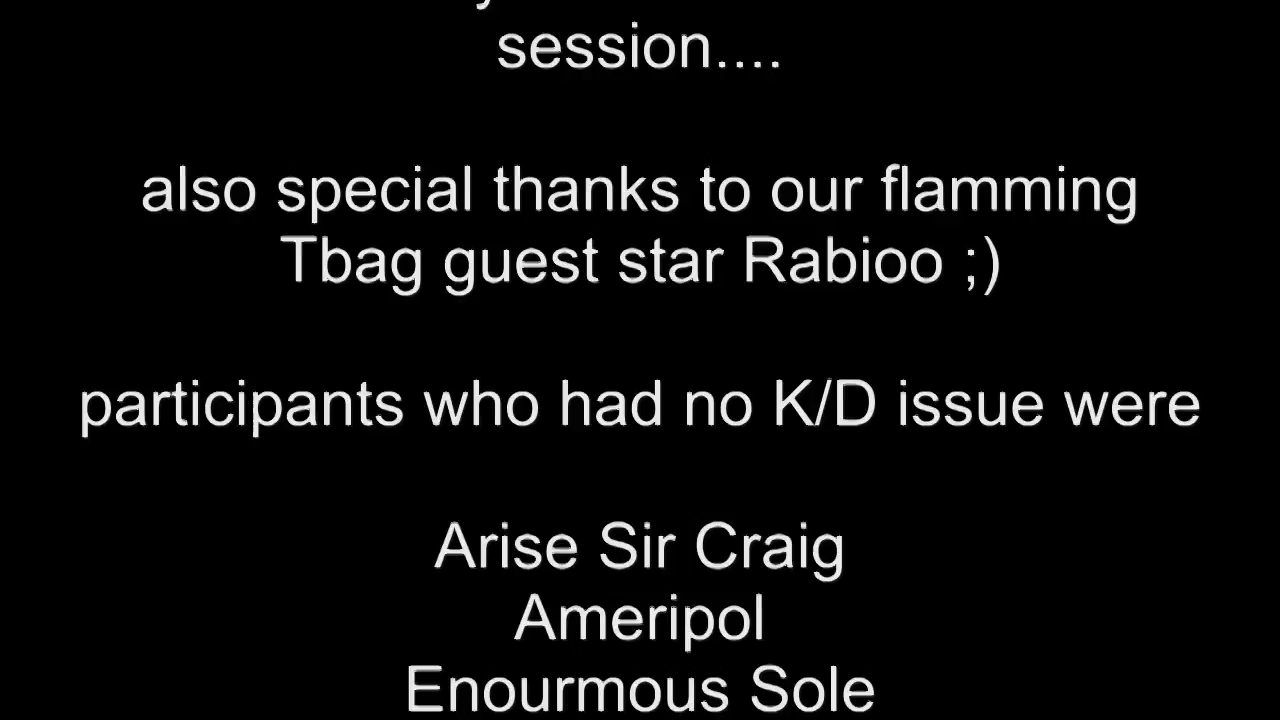 session....
also special thanks to our flamming
Tbag guest star Rabioo ;)
participants who had no K/D issue were
Arise Sir Craig
Ameripol
Enourmous Sole